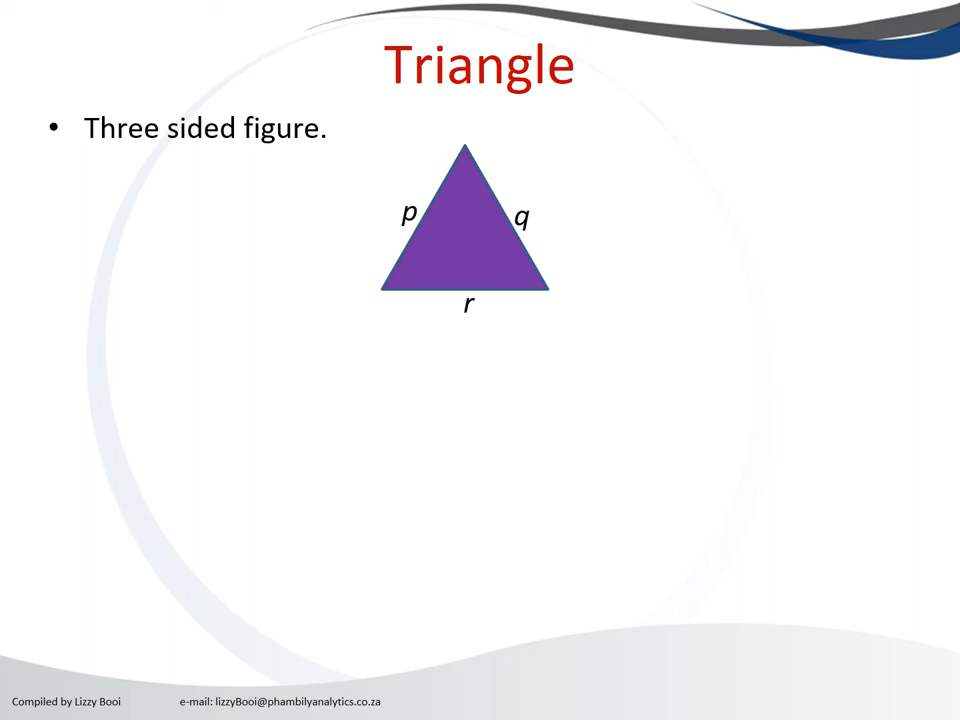 Triangle
• Three sided figure.
p
q
r
Compiled by Lizzy Booi e-mail: lizzyBooi@phambilyanalytics.co.za